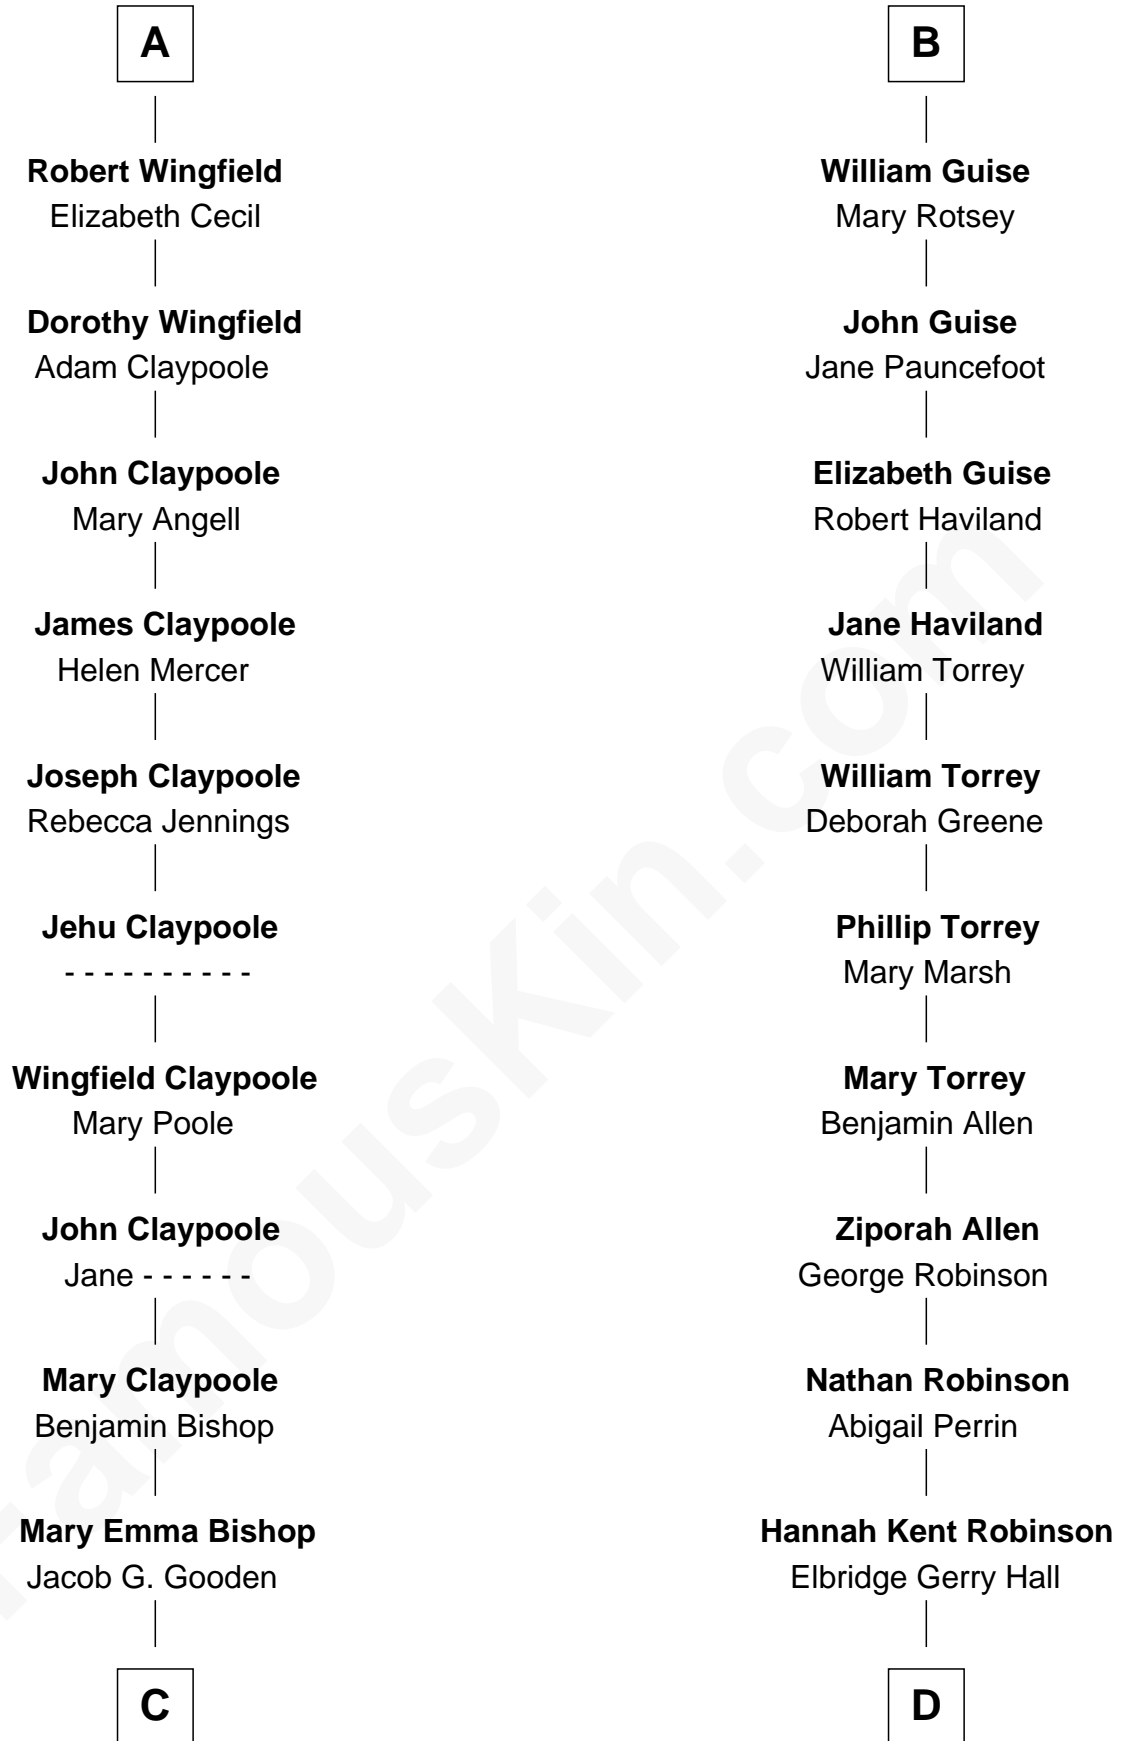 A
Robert Wingfield
Elizabeth Cecil
Dorothy Wingfield
Adam Claypoole
John Claypoole
Mary Angell
James Claypoole
Helen Mercer
Joseph Claypoole
Rebecca Jennings
Jehu Claypoole
- - - - - - - - - -
Wingfield Claypoole
Mary Poole
John Claypoole
Jane - - - - - -
Mary Claypoole
Benjamin Bishop
Mary Emma Bishop
Jacob G. Gooden
C
B
William Guise
Mary Rotsey
John Guise
Jane Pauncefoot
Elizabeth Guise
Robert Haviland
Jane Haviland
William Torrey
William Torrey
Deborah Greene
Phillip Torrey
Mary Marsh
Mary Torrey
Benjamin Allen
Ziporah Allen
George Robinson
Nathan Robinson
Abigail Perrin
Hannah Kent Robinson
Elbridge Gerry Hall
D
FamousKin.com